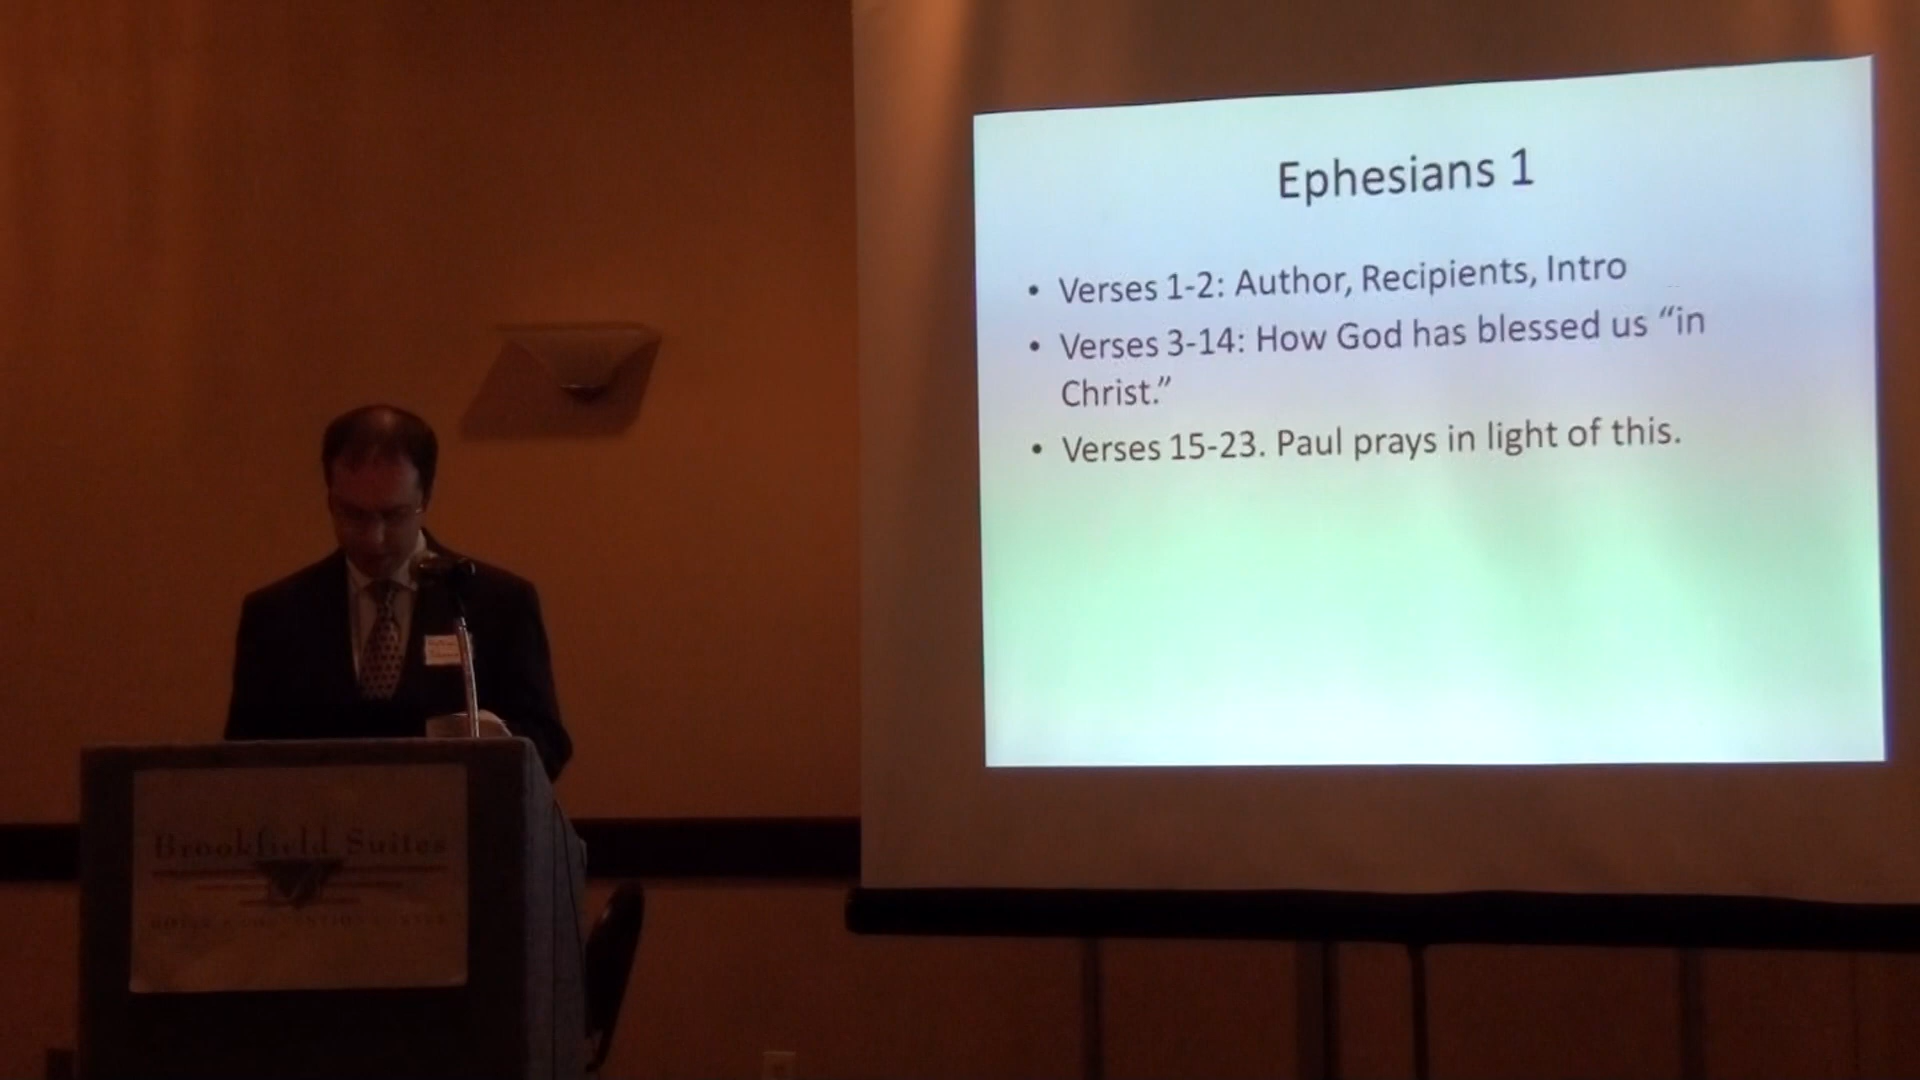 Ephesians 1
• Verses 1-2: Author, Recipients, Intro
• Verses 3-14: How God has blessed us “in
Christ.”
• Verses 15-23. Paul prays in light of this.
Brookfield Suites